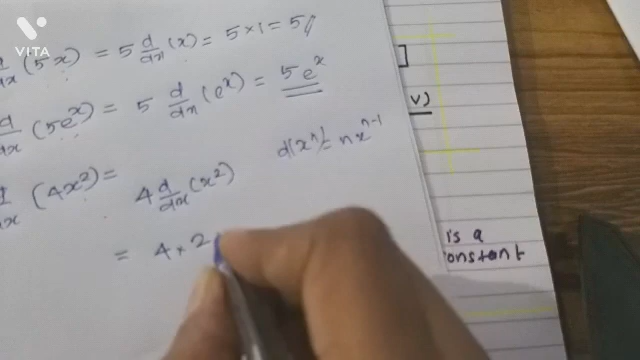 VITA
d/dx (5x) = 5 d/dx (x) = 5 × 1 = 5 //
d/dx (5e^x) = 5 d/dx (e^x) = 5e^x
d(x^n) = nx^n-1
d/dx (4x^2) = 4 d/dx (x^2)
= 4 × 2
]
v)
is a
onstant